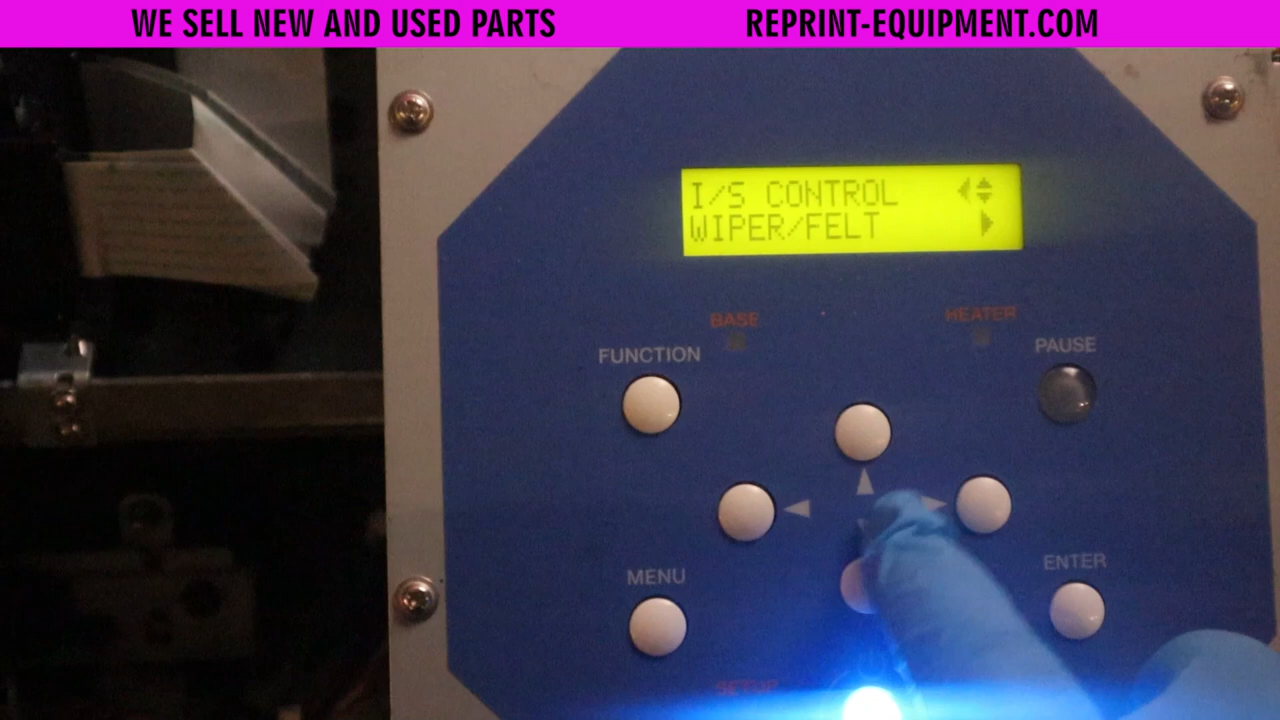 WE SELL NEW AND USED PARTS REPRINT-EQUIPMENT.COM
I/S CONTROL
WIPER/FELT
BASE HEATER
FUNCTION PAUSE
MENU ENTER
SETUP